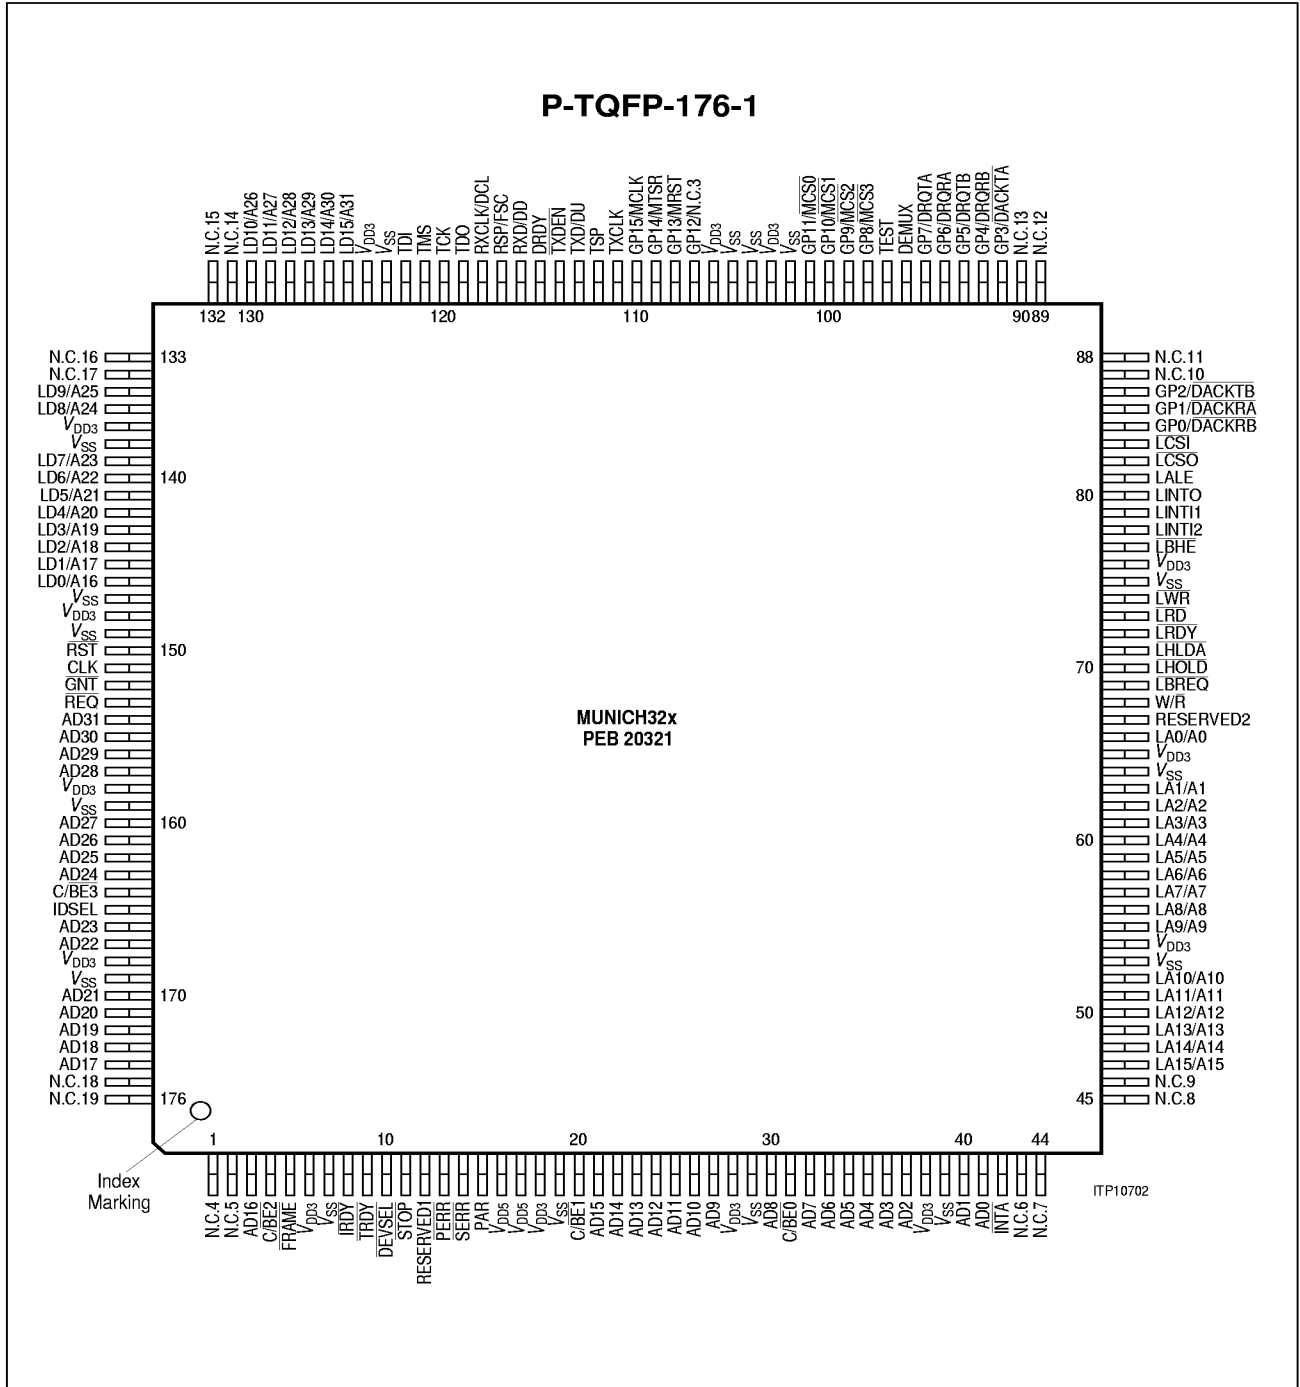 P-TQFP-176-1
N.C.15
N.C.14
LD10/A26
LD11/A27
LD12/A28
LD13/A29
LD14/A30
LD15/A31
VDD3
VSS
TDI
TMS
TCK
TDO
RXCLK/DCL
RSP/FSC
RXD/DD
DRDY
TXDEN
TXD/DU
TSP
TXCLK
GP15/MCLK
GP14/MTSR
GP13/MRST
GP12/N.C.3
VDD3
VSS
VSS
VDD3
VSS
GP11/MCS0
GP10/MCS1
GP9/MCS2
GP8/MCS3
TEST
DEMUX
GP7/DRQTA
GP6/DRQRA
GP5/DRQTB
GP4/DRQRB
GP3/DACKTA
N.C.13
N.C.12
132 130 120 110 100 90 89
N.C.16 133
N.C.17
LD9/A25
LD8/A24
VDD3
VSS
LD7/A23
LD6/A22 140
LD5/A21
LD4/A20
LD3/A19
LD2/A18
LD1/A17
LD0/A16
VSS
VDD3
VSS
RST 150
CLK
GNT
REQ
AD31
AD30
AD29
AD28
VDD3
VSS
AD27 160
AD26
AD25
AD24
C/BE3
IDSEL
AD23
AD22
VDD3
VSS
AD21 170
AD20
AD19
AD18
AD17
N.C.18
N.C.19 176
MUNICH32x
PEB 20321
88 N.C.11
N.C.10
GP2/DACKTB
GP1/DACKRA
GP0/DACKRB
LCSI
LCSO
LALE
80 LINTO
LINTI1
LINTI2
LBHE
VDD3
VSS
LWR
LRD
LRDY
LHLDA
70 LHOLD
LBREQ
W/R
RESERVED2
LA0/A0
VDD3
VSS
LA1/A1
LA2/A2
LA3/A3
60 LA4/A4
LA5/A5
LA6/A6
LA7/A7
LA8/A8
LA9/A9
VDD3
VSS
LA10/A10
LA11/A11
50 LA12/A12
LA13/A13
LA14/A14
LA15/A15
N.C.9
45 N.C.8
1 10 20 30 40 44
Index
Marking
N.C.4
N.C.5
AD16
C/BE2
FRAME
VDD3
VSS
IRDY
TRDY
DEVSEL
STOP
RESERVED1
PERR
SERR
PAR
VDD5
VDD5
VDD3
VSS
C/BE1
AD15
AD14
AD13
AD12
AD11
AD10
AD9
VDD3
VSS
AD8
C/BE0
AD7
AD6
AD5
AD4
AD3
AD2
VDD3
VSS
AD1
AD0
INTA
N.C.6
N.C.7
ITP10702